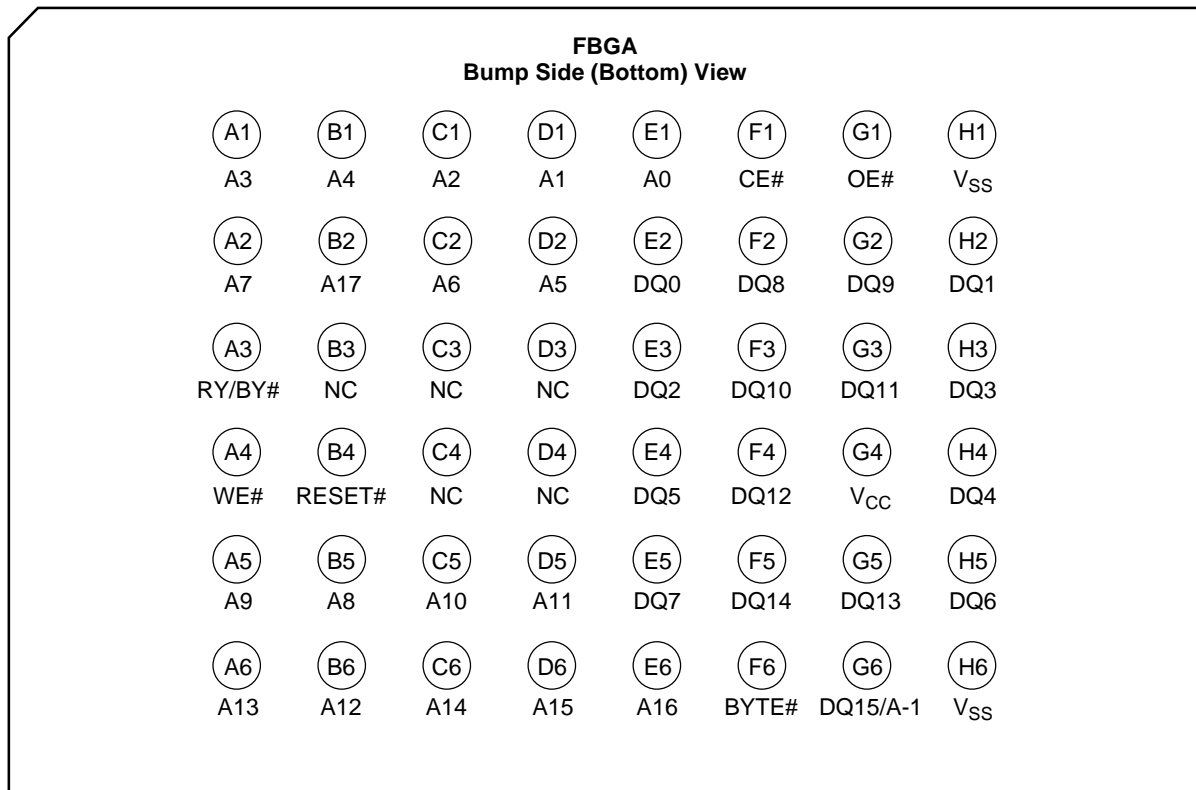 FBGA
Bump Side (Bottom) View
A1 B1 C1 D1 E1 F1 G1 H1
A3 A4 A2 A1 A0 CE# OE# VSS
A2 B2 C2 D2 E2 F2 G2 H2
A7 A17 A6 A5 DQ0 DQ8 DQ9 DQ1
A3 B3 C3 D3 E3 F3 G3 H3
RY/BY# NC NC NC DQ2 DQ10 DQ11 DQ3
A4 B4 C4 D4 E4 F4 G4 H4
WE# RESET# NC NC DQ5 DQ12 VCC DQ4
A5 B5 C5 D5 E5 F5 G5 H5
A9 A8 A10 A11 DQ7 DQ14 DQ13 DQ6
A6 B6 C6 D6 E6 F6 G6 H6
A13 A12 A14 A15 A16 BYTE# DQ15/A-1 VSS